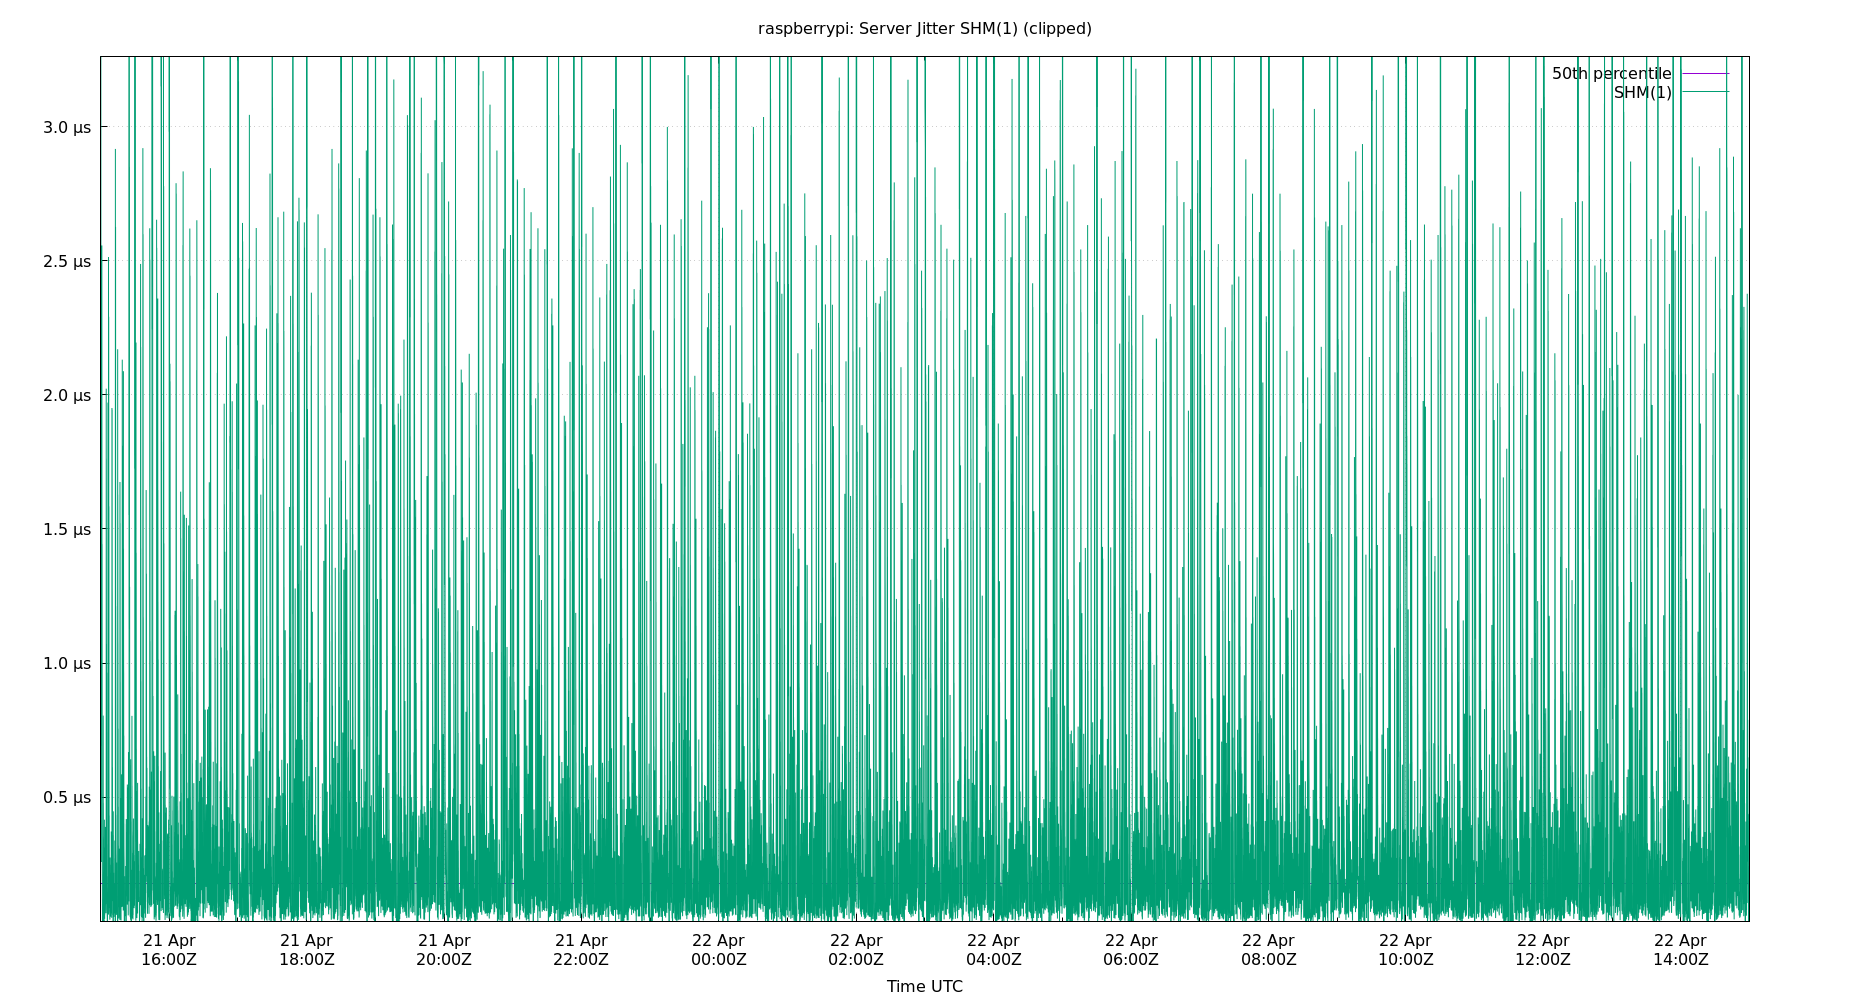 raspberrypi: Server Jitter SHM(1) (clipped)
50th percentile
SHM(1)
3.0 µs
2.5 µs
2.0 µs
1.5 µs
1.0 µs
0.5 µs
21 Apr 21 Apr 21 Apr 21 Apr 22 Apr 22 Apr 22 Apr 22 Apr 22 Apr 22 Apr 22 Apr 22 Apr
16:00Z 18:00Z 20:00Z 22:00Z 00:00Z 02:00Z 04:00Z 06:00Z 08:00Z 10:00Z 12:00Z 14:00Z
Time UTC